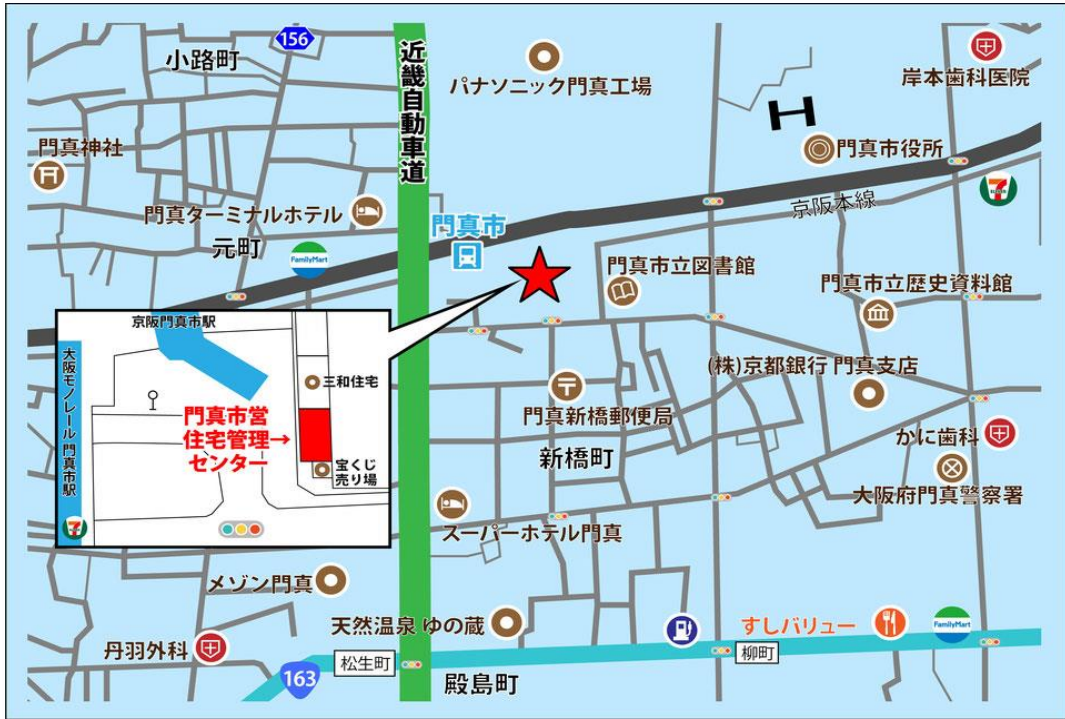 156
小路町
近畿自動車道
パナソニック門真工場
岸本歯科医院
門真神社
門真市役所
7 ELEVEN
門真ターミナルホテル
門真市
京阪本線
元町
FamilyMart
門真市立図書館
門真市立歴史資料館
京阪門真市駅
大阪モノレール門真市駅
三和住宅
門真市営
住宅管理→
センター
宝くじ
売り場
7
(株)京都銀行 門真支店
門真新橋郵便局
かに歯科
新橋町
大阪府門真警察署
スーパーホテル門真
メゾン門真
天然温泉 ゆの蔵
すしバリュー
FamilyMart
丹羽外科
松生町
柳町
163
殿島町